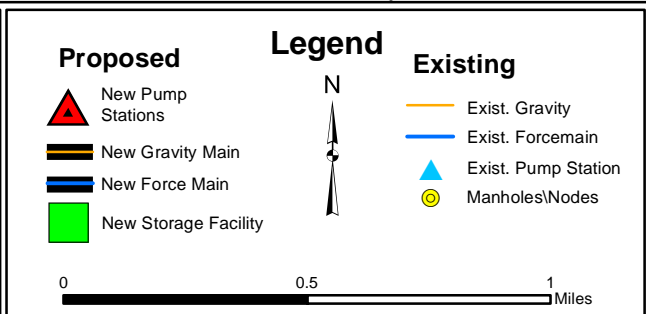 Legend
Proposed
New Pump
Stations
New Gravity Main
New Force Main
New Storage Facility
N
Existing
Exist. Gravity
Exist. Forcemain
Exist. Pump Station
Manholes\Nodes
0 0.5 1
Miles